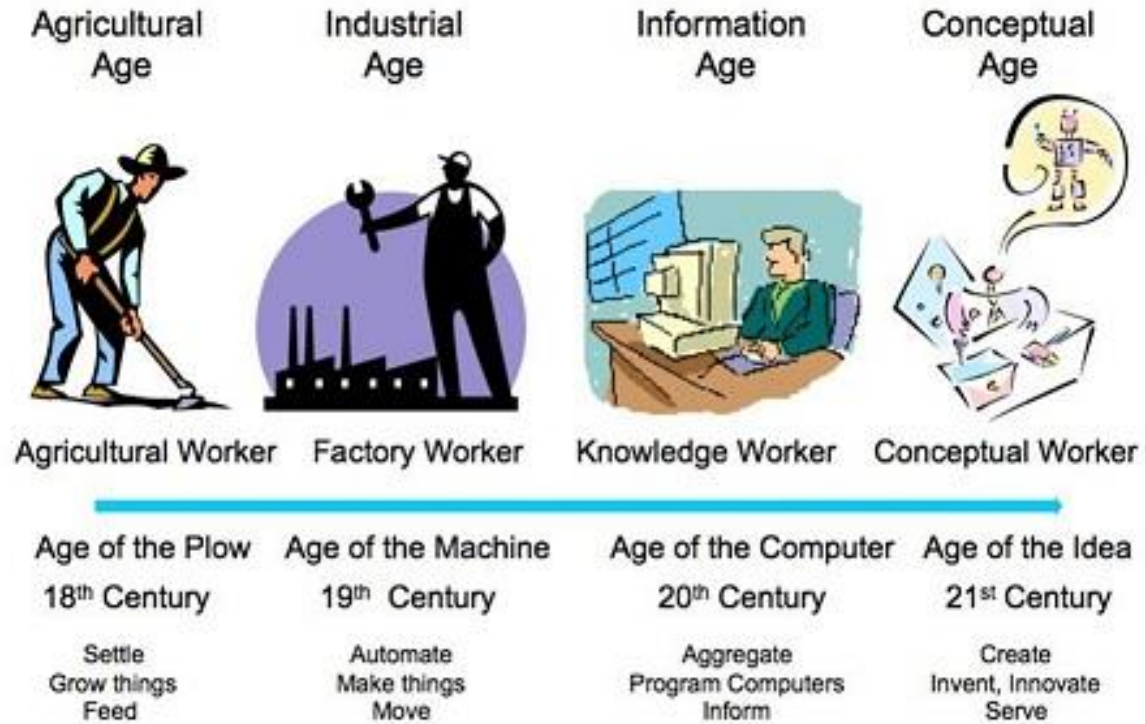 Agricultural
Age
Industrial
Age
Information
Age
Conceptual
Age
Agricultural Worker
Factory Worker
Knowledge Worker
Conceptual Worker
Age of the Plow
Age of the Machine
Age of the Computer
Age of the Idea
18th Century
19th Century
20th Century
21st Century
Settle
Grow things
Feed
Automate
Make things
Move
Aggregate
Program Computers
Inform
Create
Invent, Innovate
Serve